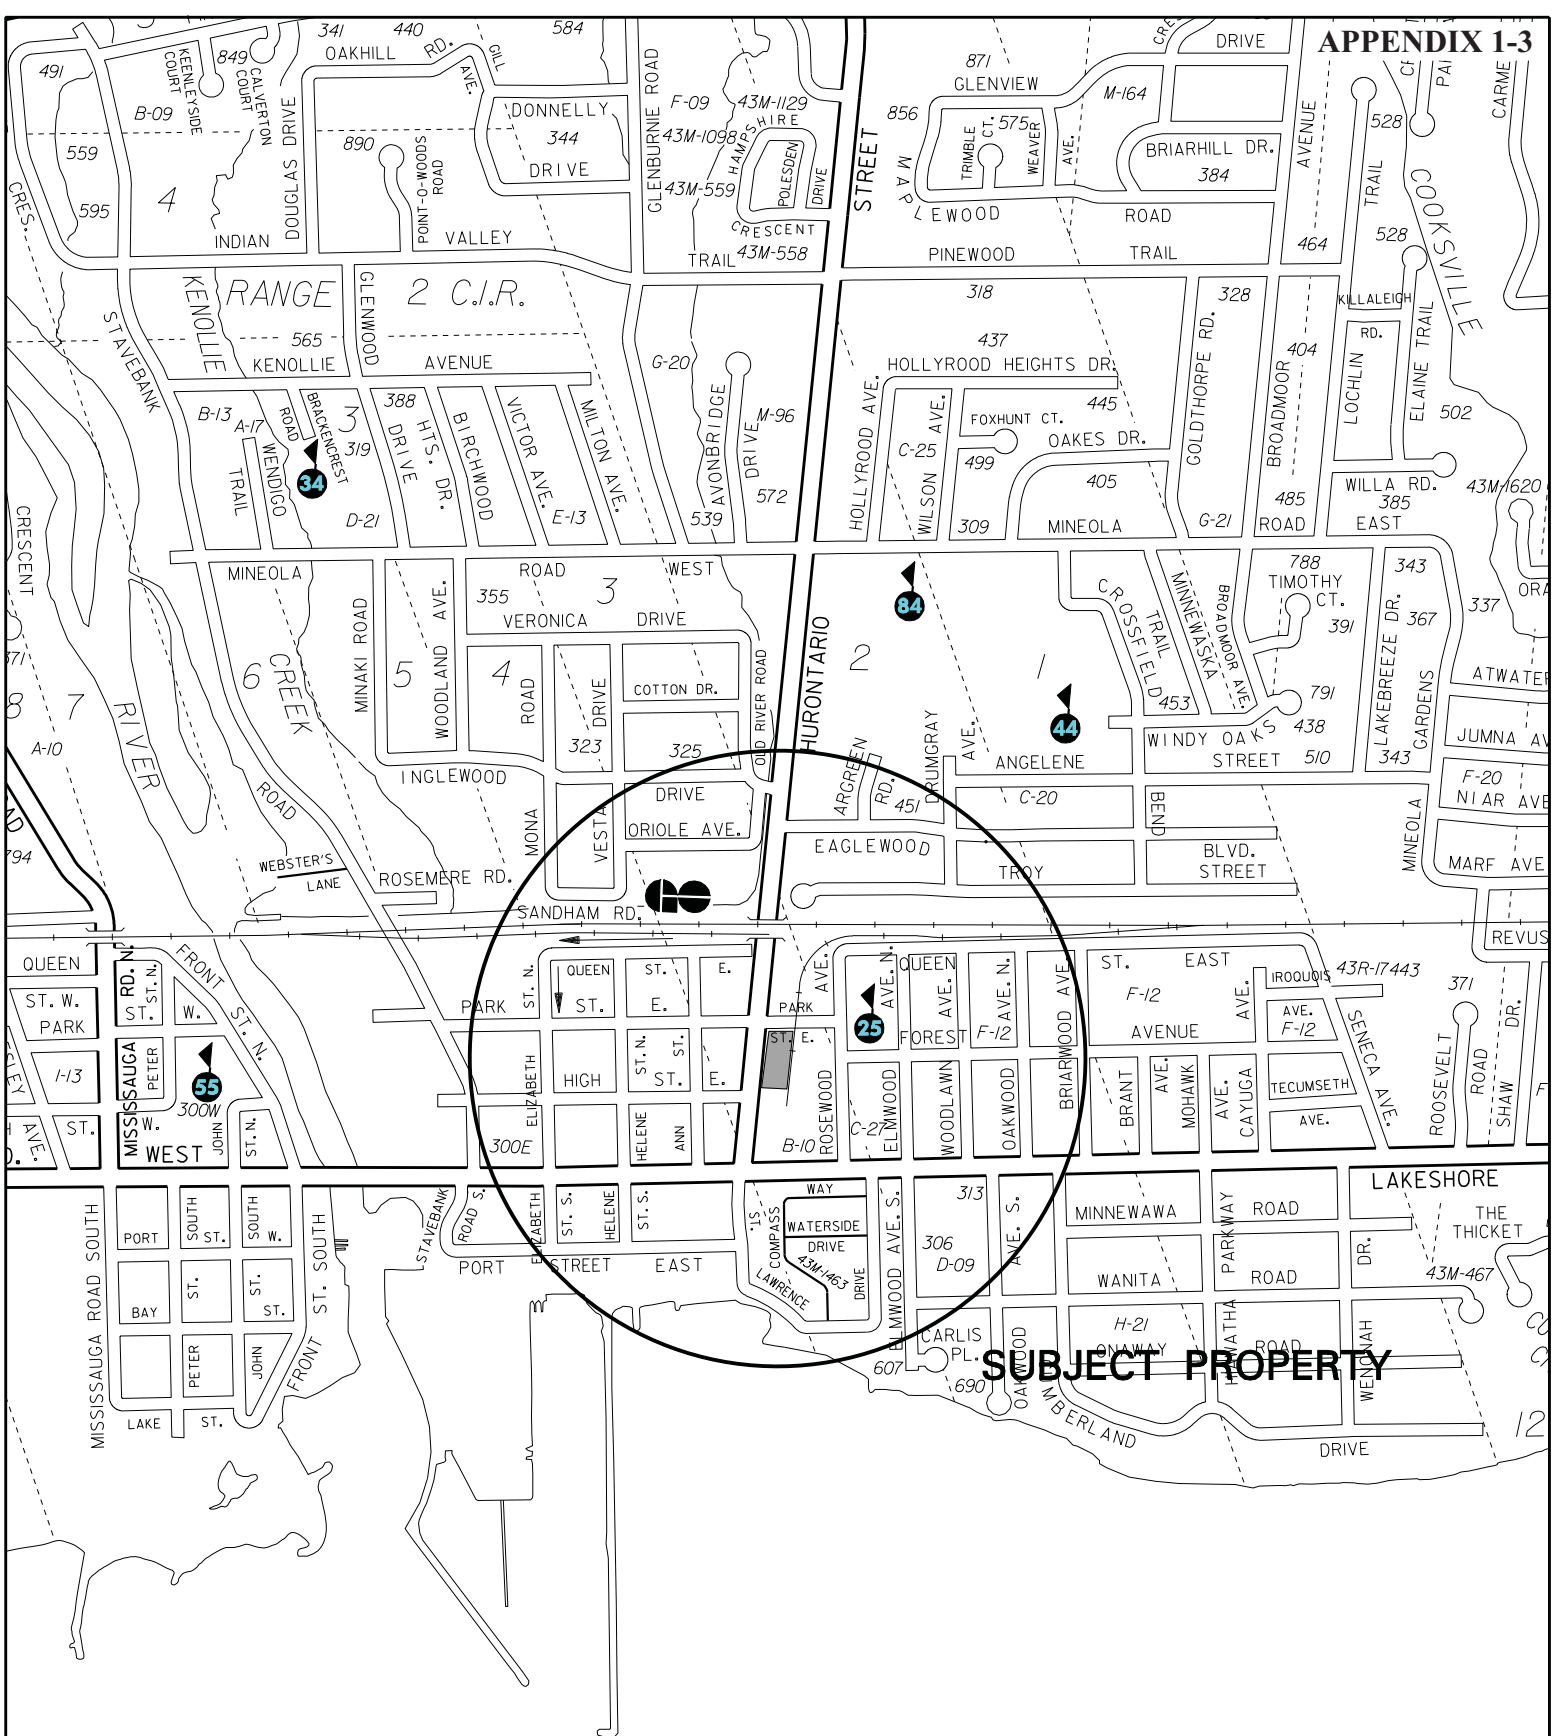 APPENDIX 1-3
341
440
584
491
KEENLEYSIDE
COURT
849
CALVERTON
COURT
OAKHILL RD.
GILL
AVE.
GLENBURNIE ROAD
871
GLENVIEW
DRIVE
B-09
DOUGLAS DRIVE
DONNELLY
344
DRIVE
F-09
43M-1129
43M-1098
HAMPSHIRE
POLESDEN
DRIVE
CRESCENT
43M-559
43M-558
STREET
856
TRIMBLE
CT.
575
WEAVER
AVE.
M-164
BRIARHILL DR.
384
AVENUE
528
TRAIL
528
COOKSVILLE
CARME
559
595
4
CRES.
890
POINT-O-WOODS
ROAD
MAPLEWOOD
ROAD
464
INDIAN
VALLEY
TRAIL
PINEWOOD
TRAIL
KENOLLIE
RANGE
2 C.I.R.
GLENWOOD
565
KENOLLIE
AVENUE
STAVEBANK
318
328
437
HOLLYROOD HEIGHTS DR.
445
FOXHUNT CT.
OAKES DR.
499
405
C-25
HOLLYROOD AVE.
WILSON AVE.
309
GOLDTHORPE RD.
BROADMOOR
404
485
KILLALEIGH
RD.
LOCHLIN
ELAINE TRAIL
502
WILLA RD.
385
43M-1620
G-20
AVONBRIDGE
DRIVE
M-96
572
539
B-13
A-17
ROAD
BRACKENCREST
3
319
388
HTS. DR.
DRIVE
BIRCHWOOD
VICTOR AVE.
MILTON AVE.
E-13
D-21
TRAIL
WENDIGO
34
CRESCENT
MINEOLA
ROAD
WEST
MINEOLA
G-21
ROAD
EAST
355
3
VERONICA
DRIVE
MINAKI ROAD
5
WOODLAND AVE.
4
ROAD
DRIVE
COTTON DR.
323
325
OLD RIVER ROAD
HURONTARIO
84
2
1
44
CROSSFIELD
TRAIL
MINNEWASKA
BROADMOOR AVE.
788
TIMOTHY
CT.
391
343
367
337
LAKEBREEZE DR.
GARDENS
ATWATER
ORA
453
791
438
WINDY OAKS
STREET
510
343
JUMNA AV
F-20
NIAR AVE
6
CREEK
371
8
7
RIVER
A-10
ROAD
794
INGLEWOOD
DRIVE
ORIOLE AVE.
MONA
VESTA
ARGREEN
RD.
451
DRUMGRAY
AVE.
ANGELENE
C-20
BEND
EAGLEWOOD
BLVD.
TROY
STREET
MINEOLA
MARF AVE
WEBSTER'S
LANE
ROSEMERE RD.
SANDHAM RD.
REVUS
QUEEN
ST. W.
PARK
I-13
AVE.
ST.
MISSISSAUGA
RD. N.
ST. N.
ST.
W.
PETER
FRONT
ST. N.
55
300W
W.
JOHN
ST. N.
WEST
PARK
ST. N.
QUEEN
ST.
E.
ST.
E.
ELIZABETH
HIGH
ST.
E.
ST. N.
ST.
HELENE
ANN
300E
PARK
ST. E.
AVE.
ROSEWOOD
B-10
C-27
25
AVE. N.
QUEEN
AVE. N.
AVE. N.
FOREST
F-12
ELMWOOD
WOODLAWN
OAKWOOD
BRIARWOOD AVE.
ST.
EAST
F-12
AVENUE
AVE.
IROQUOIS
AVE.
F-12
43R-17443
371
BRANT
AVE.
MOHAWK
AVE.
CAYUGA
TECUMSETH
AVE.
SENECA AVE.
ROOSEVELT
ROAD
SHAW
DR.
LAKESHORE
MISSISSAUGA ROAD SOUTH
PORT
SOUTH
ST.
SOUTH
W.
BAY
ST.
ST.
ST.
PETER
JOHN
LAKE
ST.
FRONT
ST. SOUTH
STAVEBANK
ROAD S.
ELIZABETH
ST. S.
HELENE
ST. S.
PORT
STREET
EAST
ST.
COMPASS
WAY
WATERSIDE
DRIVE
43M-1463
LAWRENCE
DRIVE
ELMWOOD AVE. S.
313
306
D-09
AVE. S.
CARLIS
PL.
607
690
OAKWOOD
MINNEWAWA
ROAD
WANITA
ROAD
H-21
ONAWAY
ROAD
PARKWAY
HIAWATHA
DR.
WENONAH
THE
THICKET
43M-467
SUBJECT PROPERTY
DRIVE
12